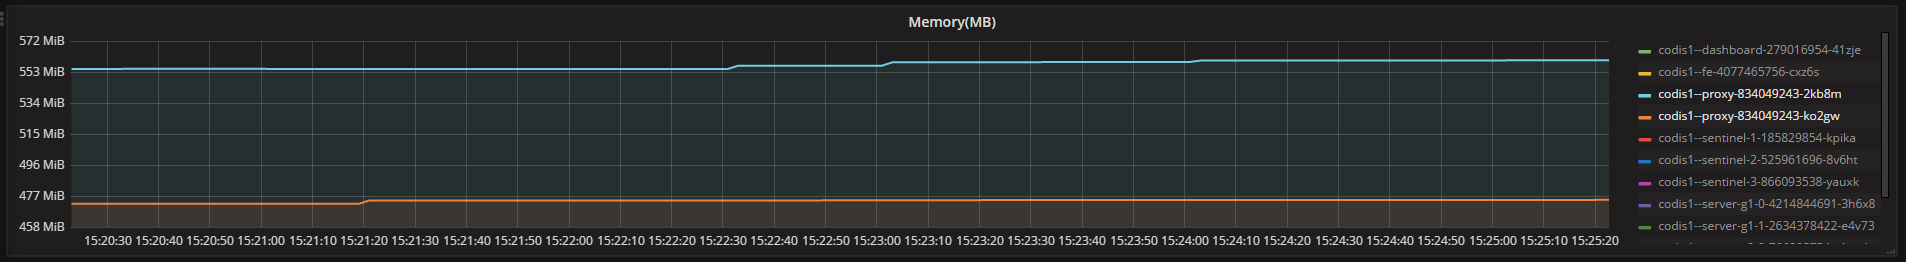 Memory(MB)
572 MiB
553 MiB
534 MiB
515 MiB
496 MiB
477 MiB
458 MiB
15:20:30 15:20:40 15:20:50 15:21:00 15:21:10 15:21:20 15:21:30 15:21:40 15:21:50 15:22:00 15:22:10 15:22:20 15:22:30 15:22:40 15:22:50 15:23:00 15:23:10 15:23:20 15:23:30 15:23:40 15:23:50 15:24:00 15:24:10 15:24:20 15:24:30 15:24:40 15:24:50 15:25:00 15:25:10 15:25:20
codis1--dashboard-279016954-41zje
codis1--fe-4077465756-cxz6s
codis1--proxy-834049243-2kb8m
codis1--proxy-834049243-ko2gw
codis1--sentinel-1-185829854-kpika
codis1--sentinel-2-525961696-8v6ht
codis1--sentinel-3-866093538-yauxk
codis1--server-g1-0-4214844691-3h6x8
codis1--server-g1-1-2634378422-e4v73